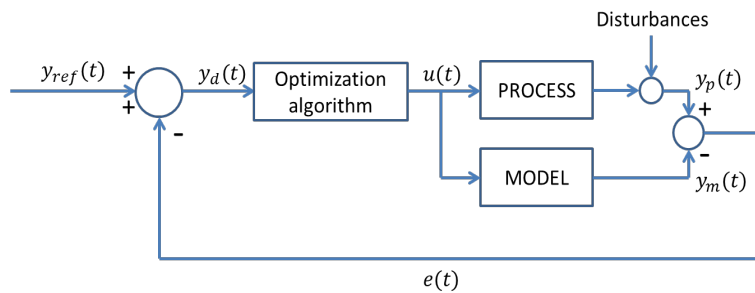 Disturbances
y_ref(t)
+
+
-
y_d(t)
Optimization
algorithm
u(t)
PROCESS
y_p(t)
+
-
MODEL
y_m(t)
e(t)